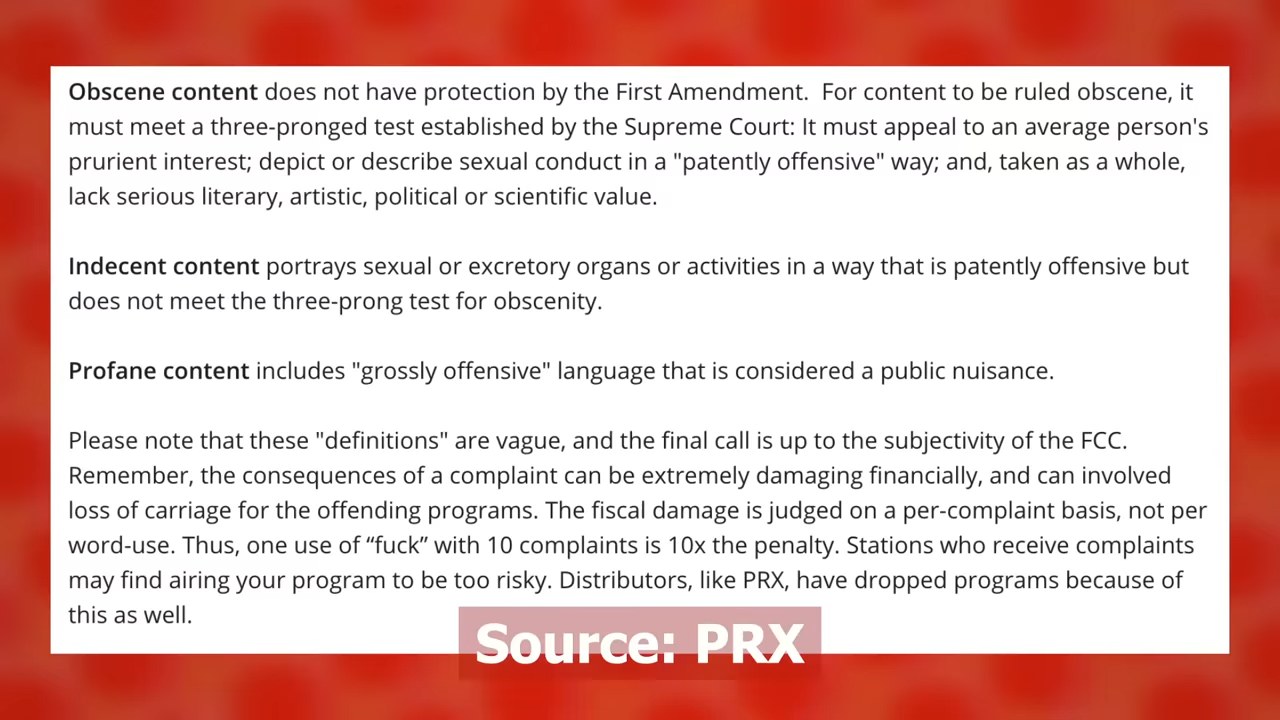 Obscene content does not have protection by the First Amendment.  For content to be ruled obscene, it
must meet a three-pronged test established by the Supreme Court: It must appeal to an average person's
prurient interest; depict or describe sexual conduct in a "patently offensive" way; and, taken as a whole,
lack serious literary, artistic, political or scientific value.
Indecent content portrays sexual or excretory organs or activities in a way that is patently offensive but
does not meet the three-prong test for obscenity.
Profane content includes "grossly offensive" language that is considered a public nuisance.
Please note that these "definitions" are vague, and the final call is up to the subjectivity of the FCC.
Remember, the consequences of a complaint can be extremely damaging financially, and can involved
loss of carriage for the offending programs. The fiscal damage is judged on a per-complaint basis, not per
word-use. Thus, one use of “fuck” with 10 complaints is 10x the penalty. Stations who receive complaints
may find airing your program to be too risky. Distributors, like PRX, have dropped programs because of
this as well.
Source: PRX